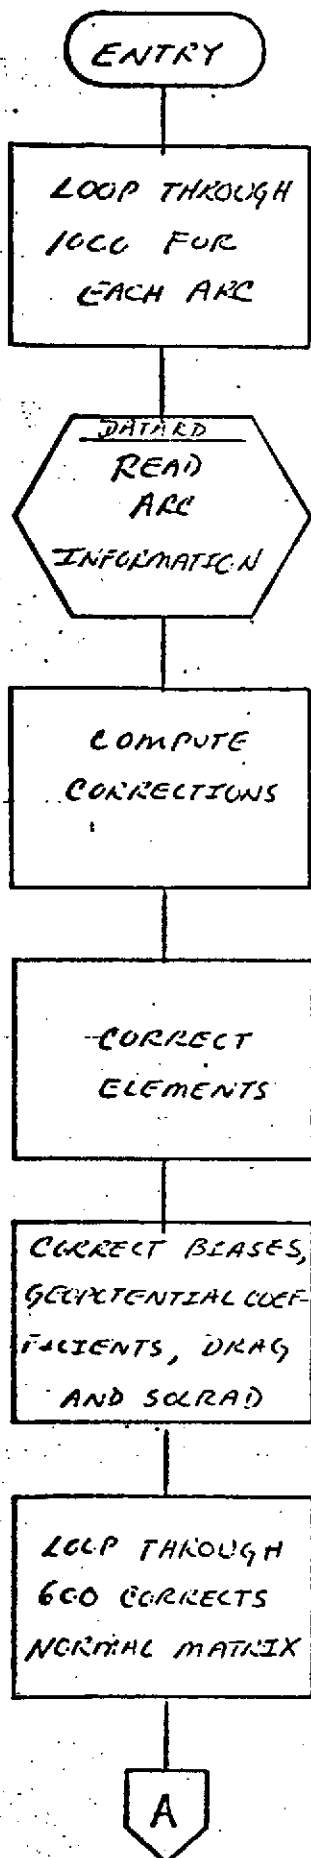 ENTRY
LOOP THROUGH
1000 FOR
EACH ARC
DATARD
READ
ARC
INFORMATION
COMPUTE
CORRECTIONS
CORRECT
ELEMENTS
CORRECT BIASES,
GEOPOTENTIAL COEF-
FICIENTS, DRAG
AND SOLRAD
LOOP THROUGH
600 CORRECTS
NORMAL MATRIX
A